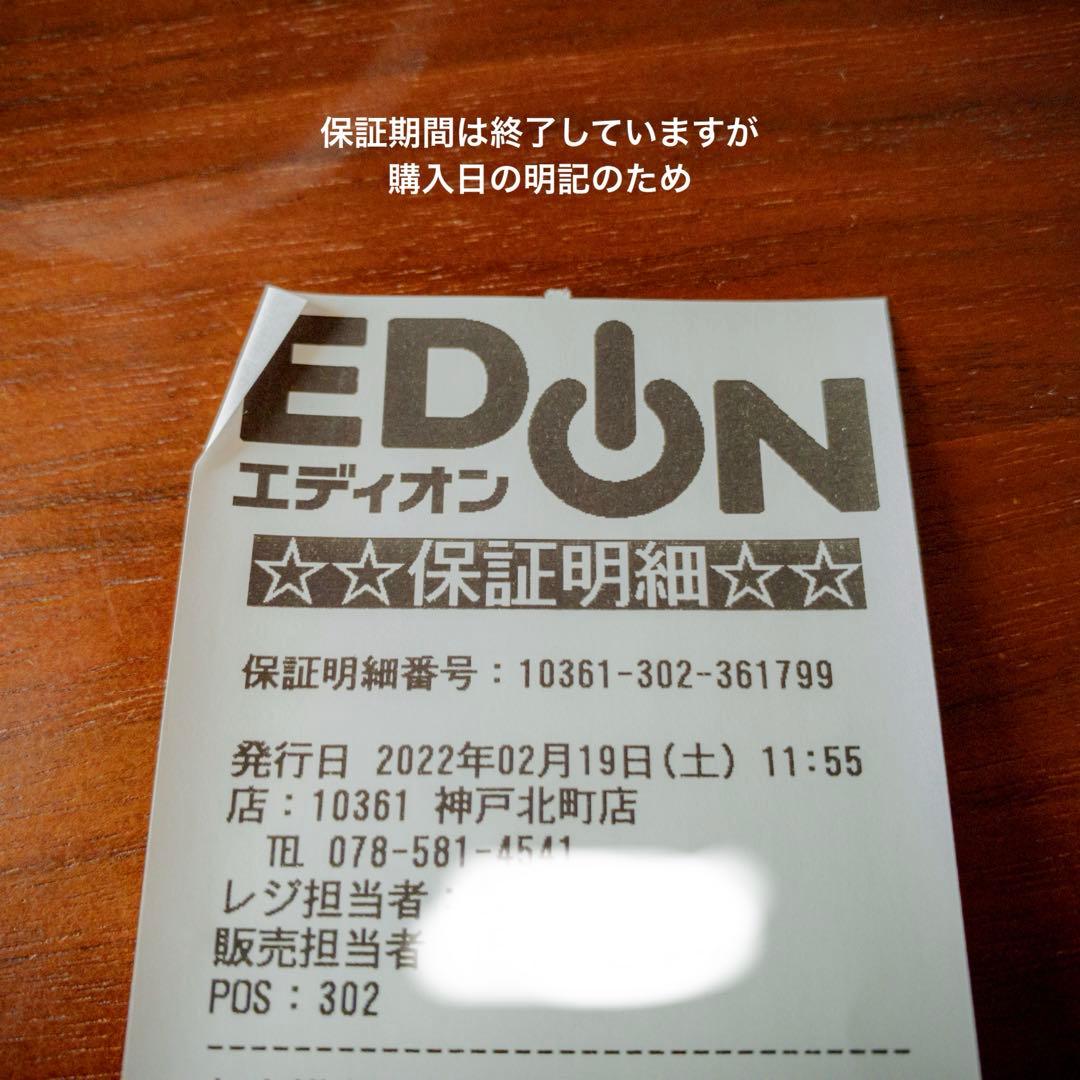 保証期間は終了していますが
購入日の明記のため
EDION
エディオン
☆☆保証明細☆☆
保証明細番号：10361-302-361799
発行日 2022年02月19日(土) 11:55
店：10361 神戸北町店
TEL 078-581-4541
レジ担当者
販売担当者
POS：302